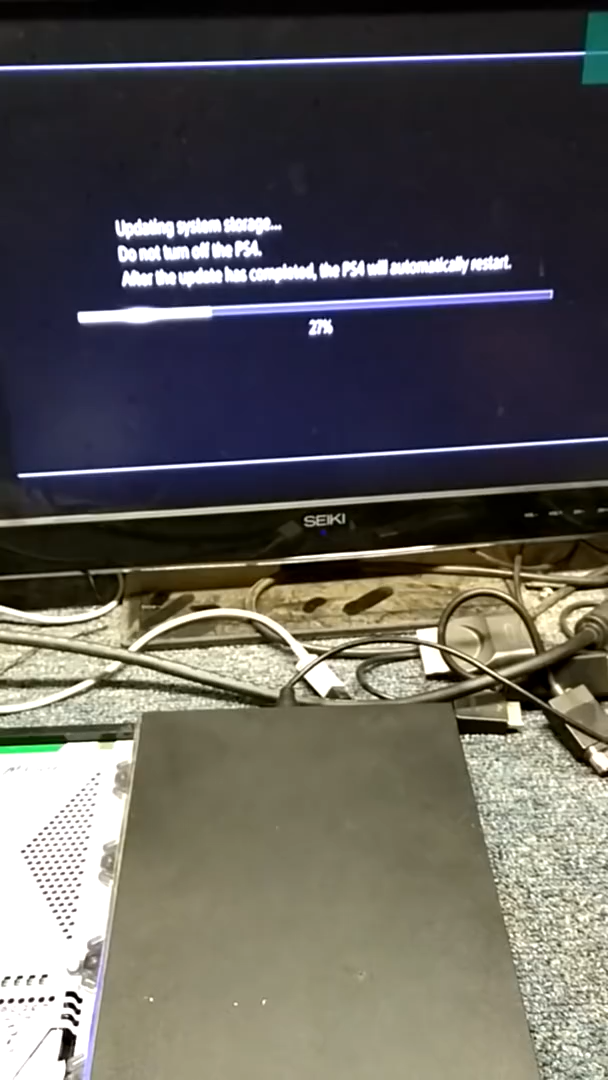 Updating system storage...
Do not turn off the PS4.
After the update has completed, the PS4 will automatically restart.
27%
SEIKI